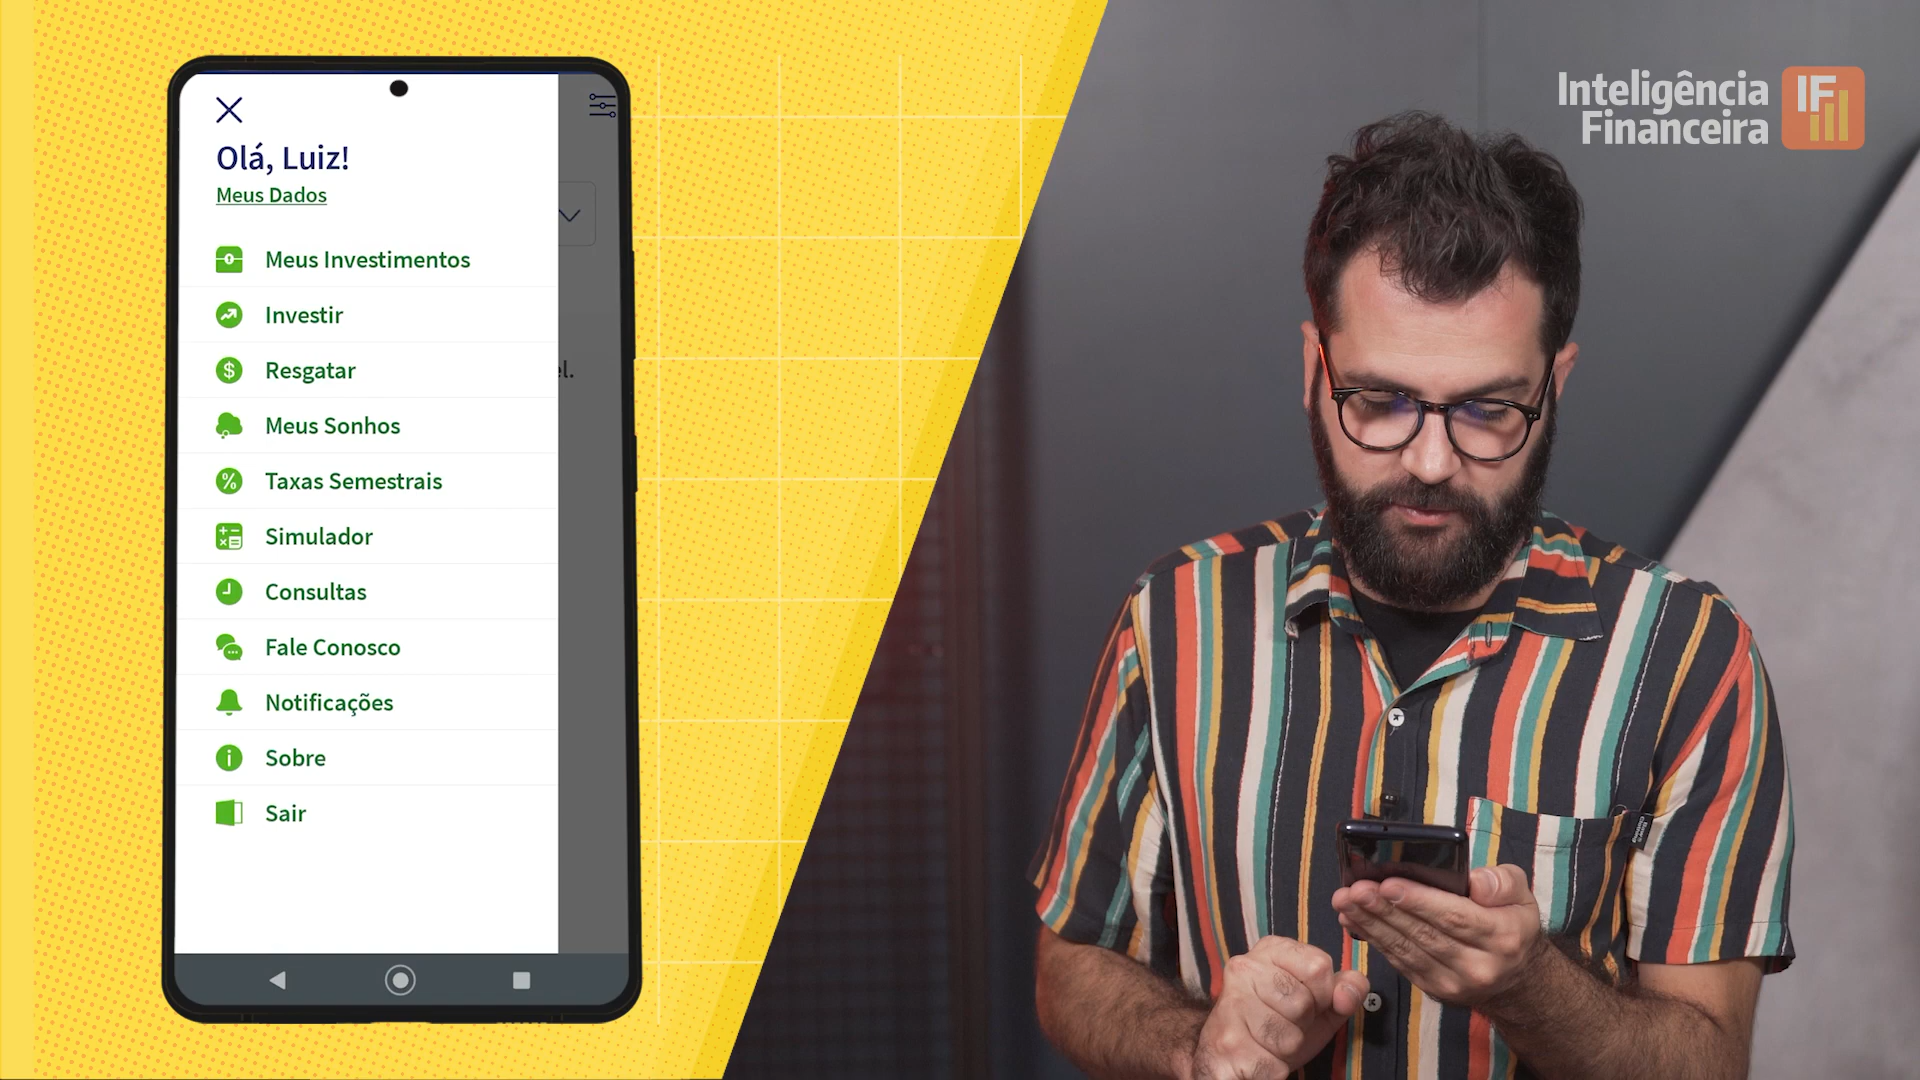 Olá, Luiz!
Meus Dados
Meus Investimentos
Investir
Resgatar
el.
Meus Sonhos
Taxas Semestrais
Simulador
Consultas
Fale Conosco
Notificações
Sobre
Sair
Inteligência
Financeira
IF